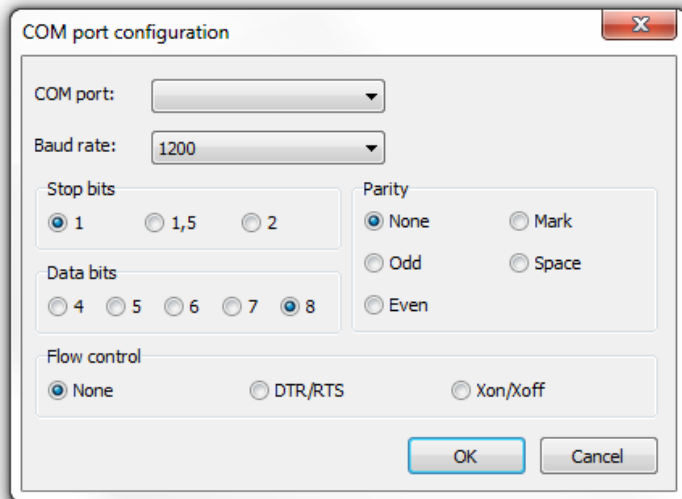 COM port configuration
COM port:
Baud rate: 1200
Stop bits
1 1,5 2
Data bits
4 5 6 7 8
Parity
None Mark
Odd Space
Even
Flow control
None DTR/RTS Xon/Xoff
OK Cancel